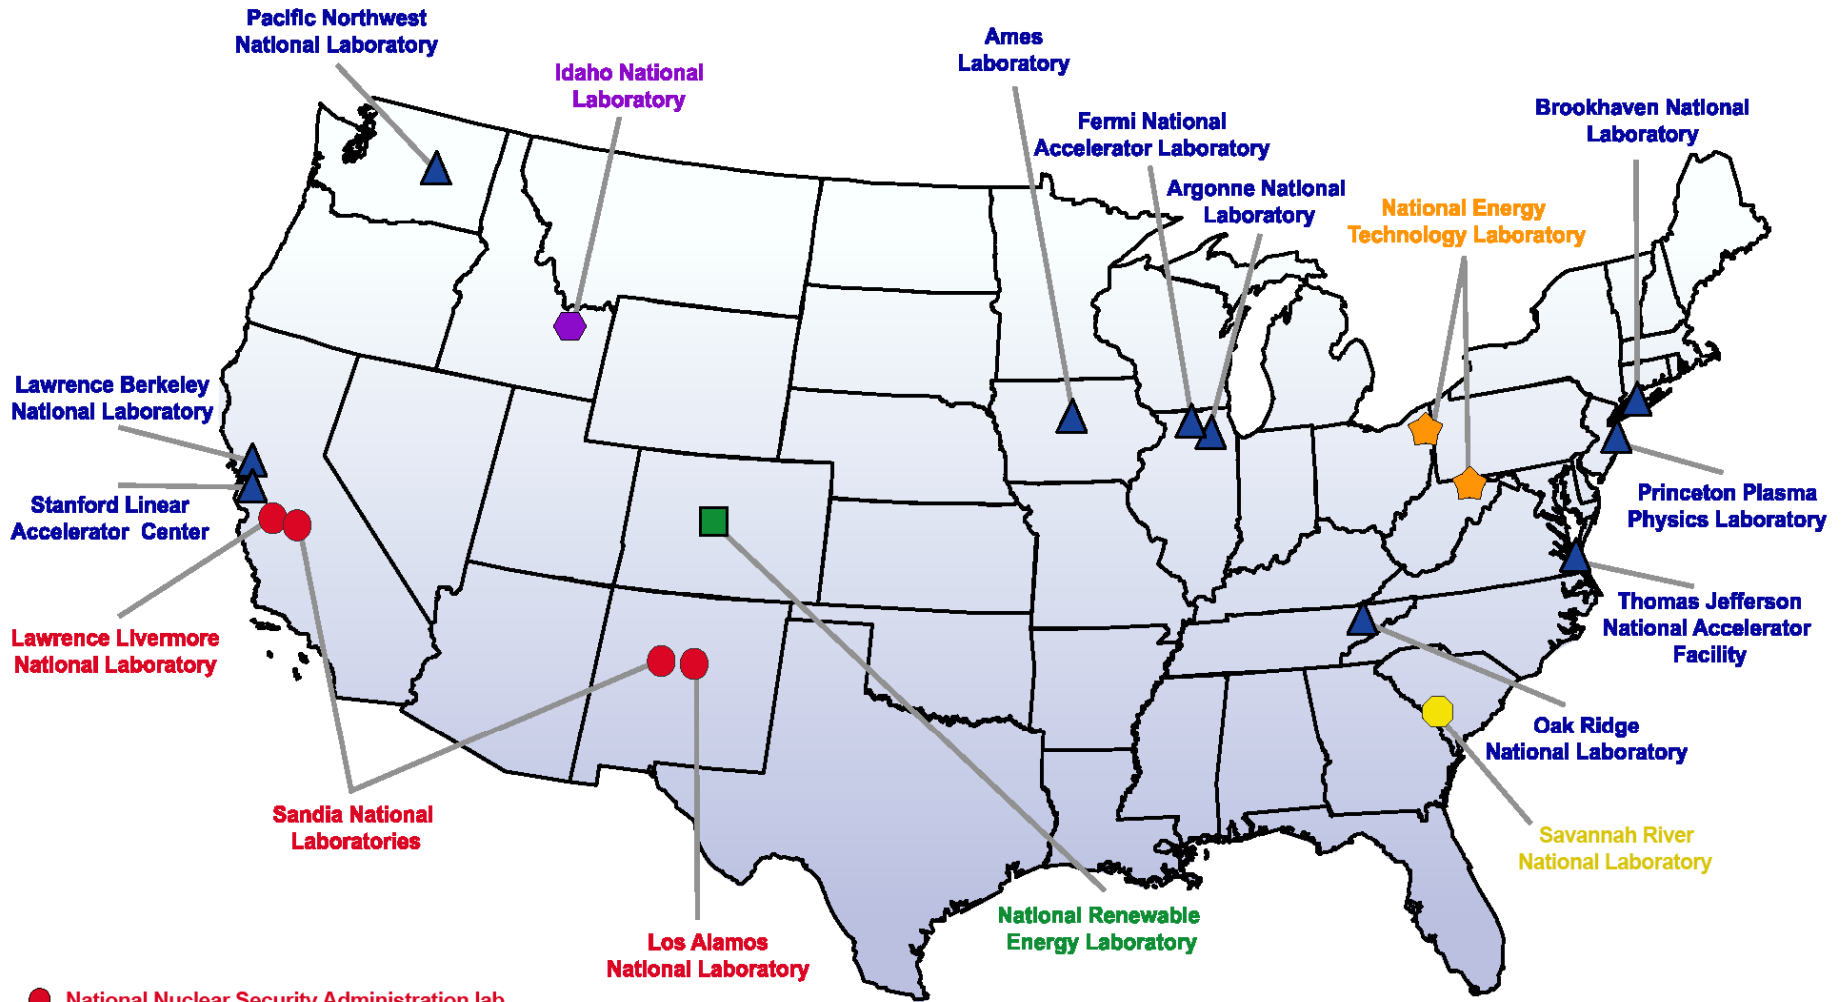 Pacific Northwest
National Laboratory
Idaho National
Laboratory
Ames
Laboratory
Fermi National
Accelerator Laboratory
Argonne National
Laboratory
Brookhaven National
Laboratory
National Energy
Technology Laboratory
Lawrence Berkeley
National Laboratory
Stanford Linear
Accelerator Center
Princeton Plasma
Physics Laboratory
Thomas Jefferson
National Accelerator
Facility
Lawrence Livermore
National Laboratory
Oak Ridge
National Laboratory
Sandia National
Laboratories
Savannah River
National Laboratory
National Renewable
Energy Laboratory
Los Alamos
National Laboratory
National Nuclear Security Administration lab